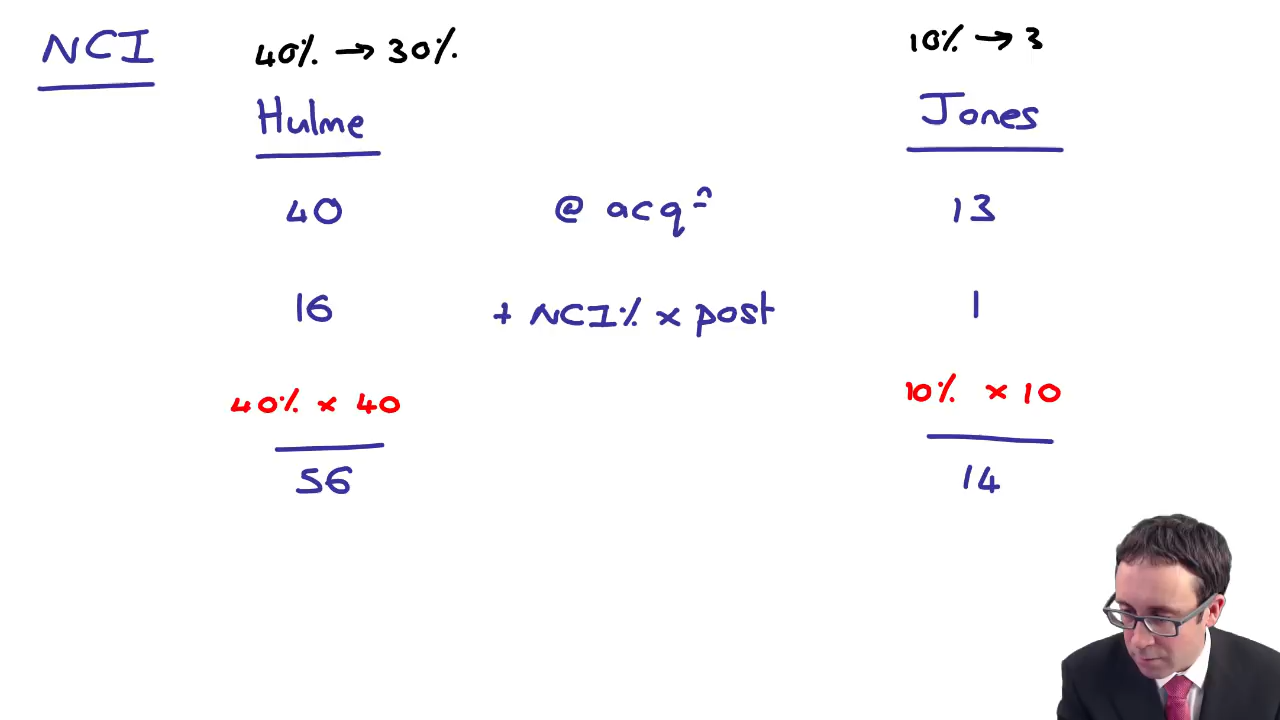 NCI 40% → 30% 10% → 3
Hulme Jones
40 @ acqⁿ 13
16 + NCI% x post 1
40% x 40 10% x 10
56 14